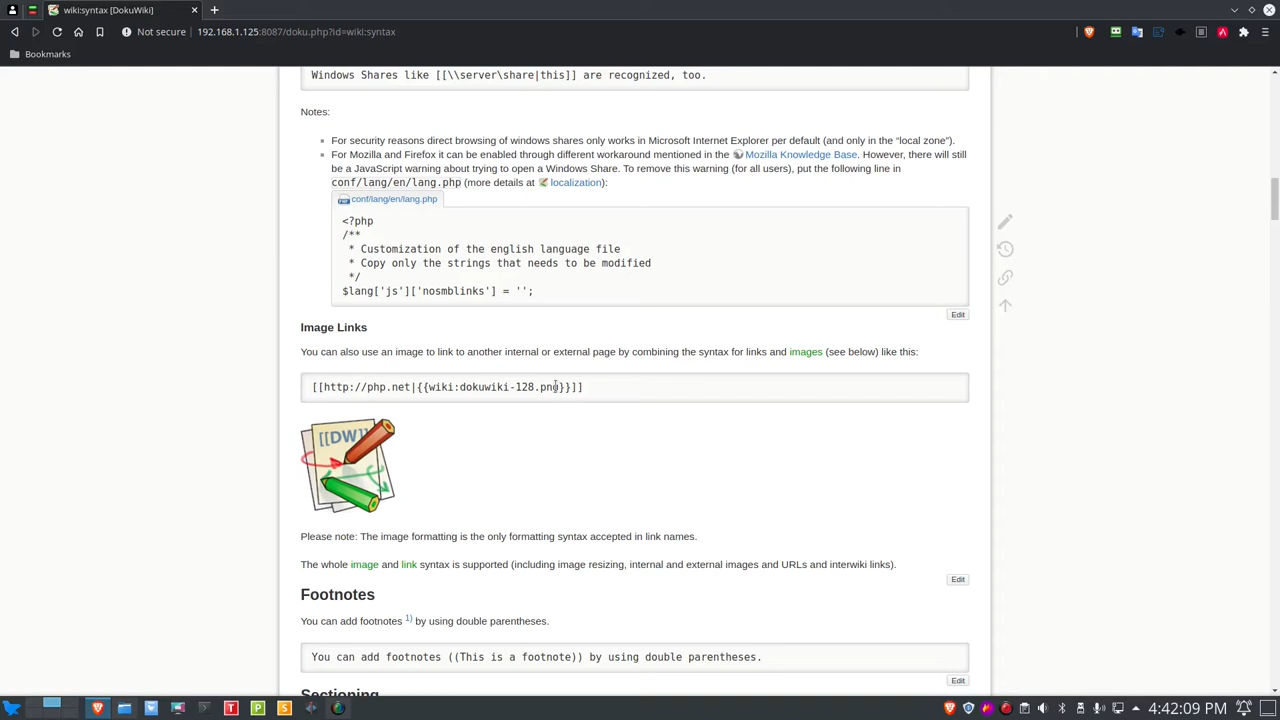 wiki:syntax [DokuWiki]
Not secure 192.168.1.125:8087/doku.php?id=wiki:syntax
Bookmarks
Windows Shares like [[\\server\share|this]] are recognized, too.
Notes:
For security reasons direct browsing of windows shares only works in Microsoft Internet Explorer per default (and only in the “local zone”).
For Mozilla and Firefox it can be enabled through different workaround mentioned in the Mozilla Knowledge Base. However, there will still
be a JavaScript warning about trying to open a Windows Share. To remove this warning (for all users), put the following line in
conf/lang/en/lang.php (more details at localization):
conf/lang/en/lang.php
<?php
/**
* Customization of the english language file
* Copy only the strings that needs to be modified
*/
$lang['js']['nosmblinks'] = '';
Edit
Image Links
You can also use an image to link to another internal or external page by combining the syntax for links and images (see below) like this:
[[http://php.net|{{wiki:dokuwiki-128.png}}]]
[[DW]]
Please note: The image formatting is the only formatting syntax accepted in link names.
The whole image and link syntax is supported (including image resizing, internal and external images and URLs and interwiki links).
Edit
Footnotes
You can add footnotes 1) by using double parentheses.
You can add footnotes ((This is a footnote)) by using double parentheses.
Edit
Sectioning
T P S 4:42:09 PM